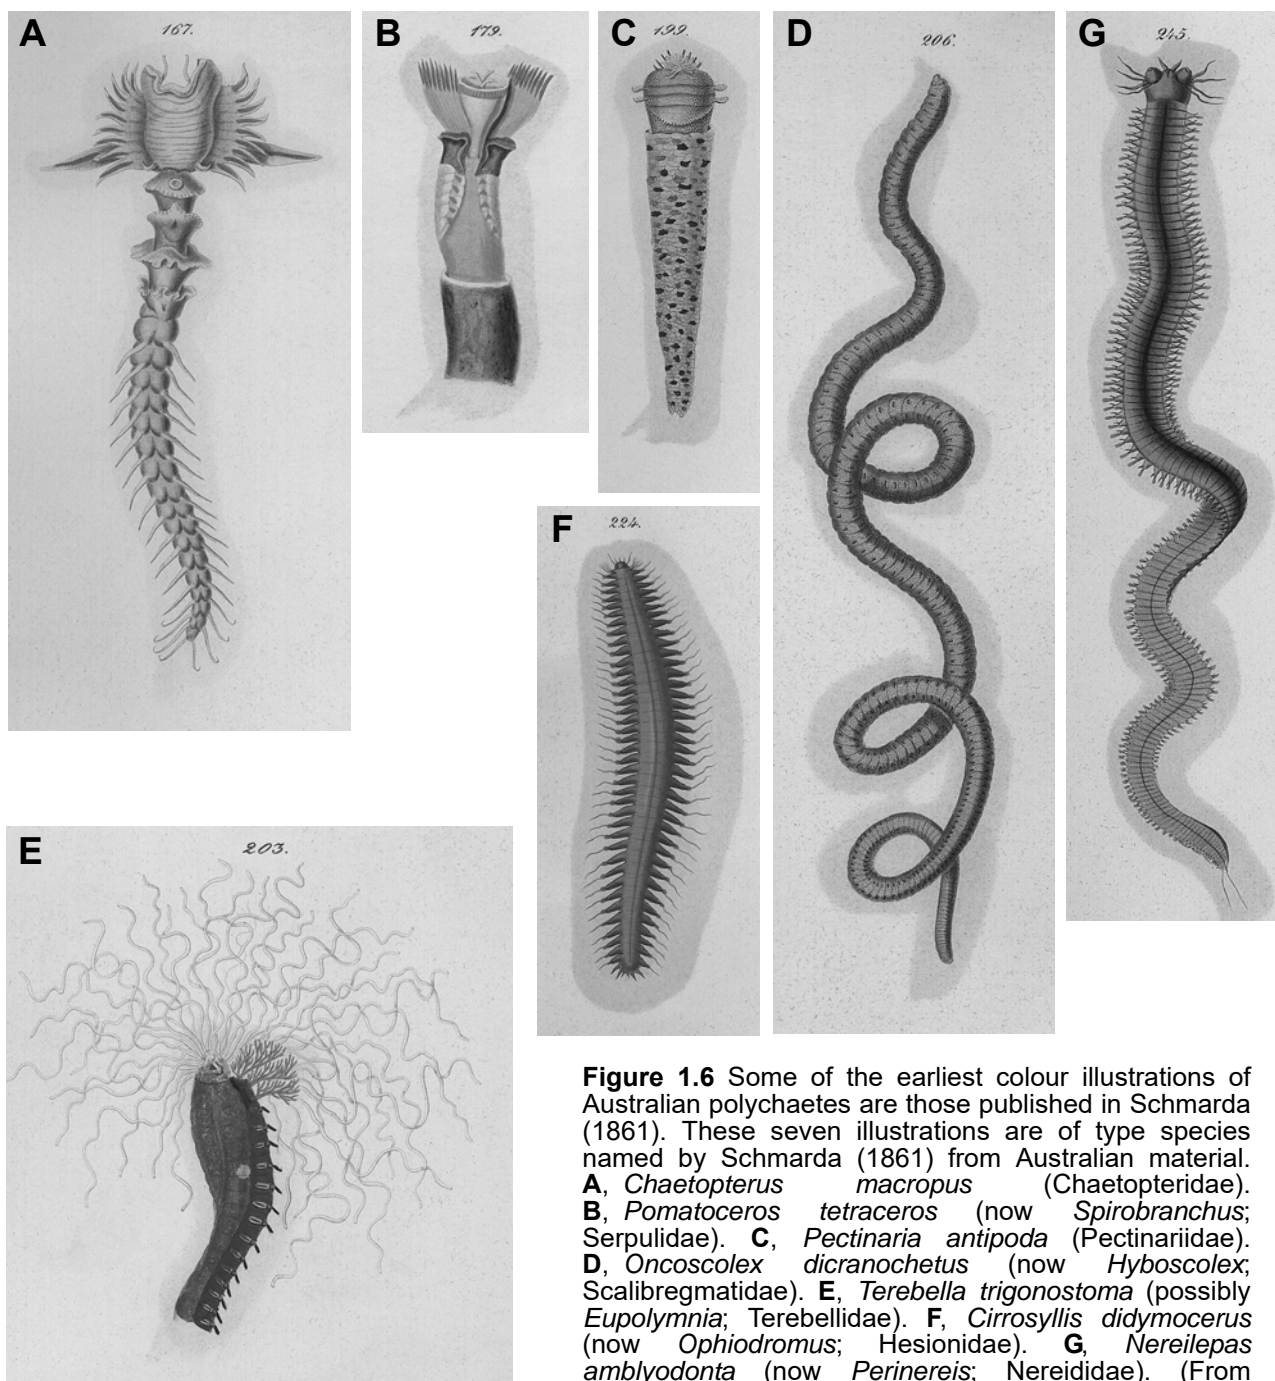 A
167.
B
179.
C
199.
D
206.
G
245.
F
224.
E
203.
Figure 1.6 Some of the earliest colour illustrations of
Australian polychaetes are those published in Schmarda
(1861). These seven illustrations are of type species
named by Schmarda (1861) from Australian material.
A, Chaetopterus macropus (Chaetopteridae).
B, Pomatoceros tetraceros (now Spirobranchus;
Serpulidae). C, Pectinaria antipoda (Pectinariidae).
D, Oncoscolex dicranochetus (now Hyboscolex;
Scalibregmatidae). E, Terebella trigonostoma (possibly
Eupolymnia; Terebellidae). F, Cirrosyllis didymocerus
(now Ophiodromus; Hesionidae). G, Nereilepas
amblyodonta (now Perinereis; Nereididae). (From